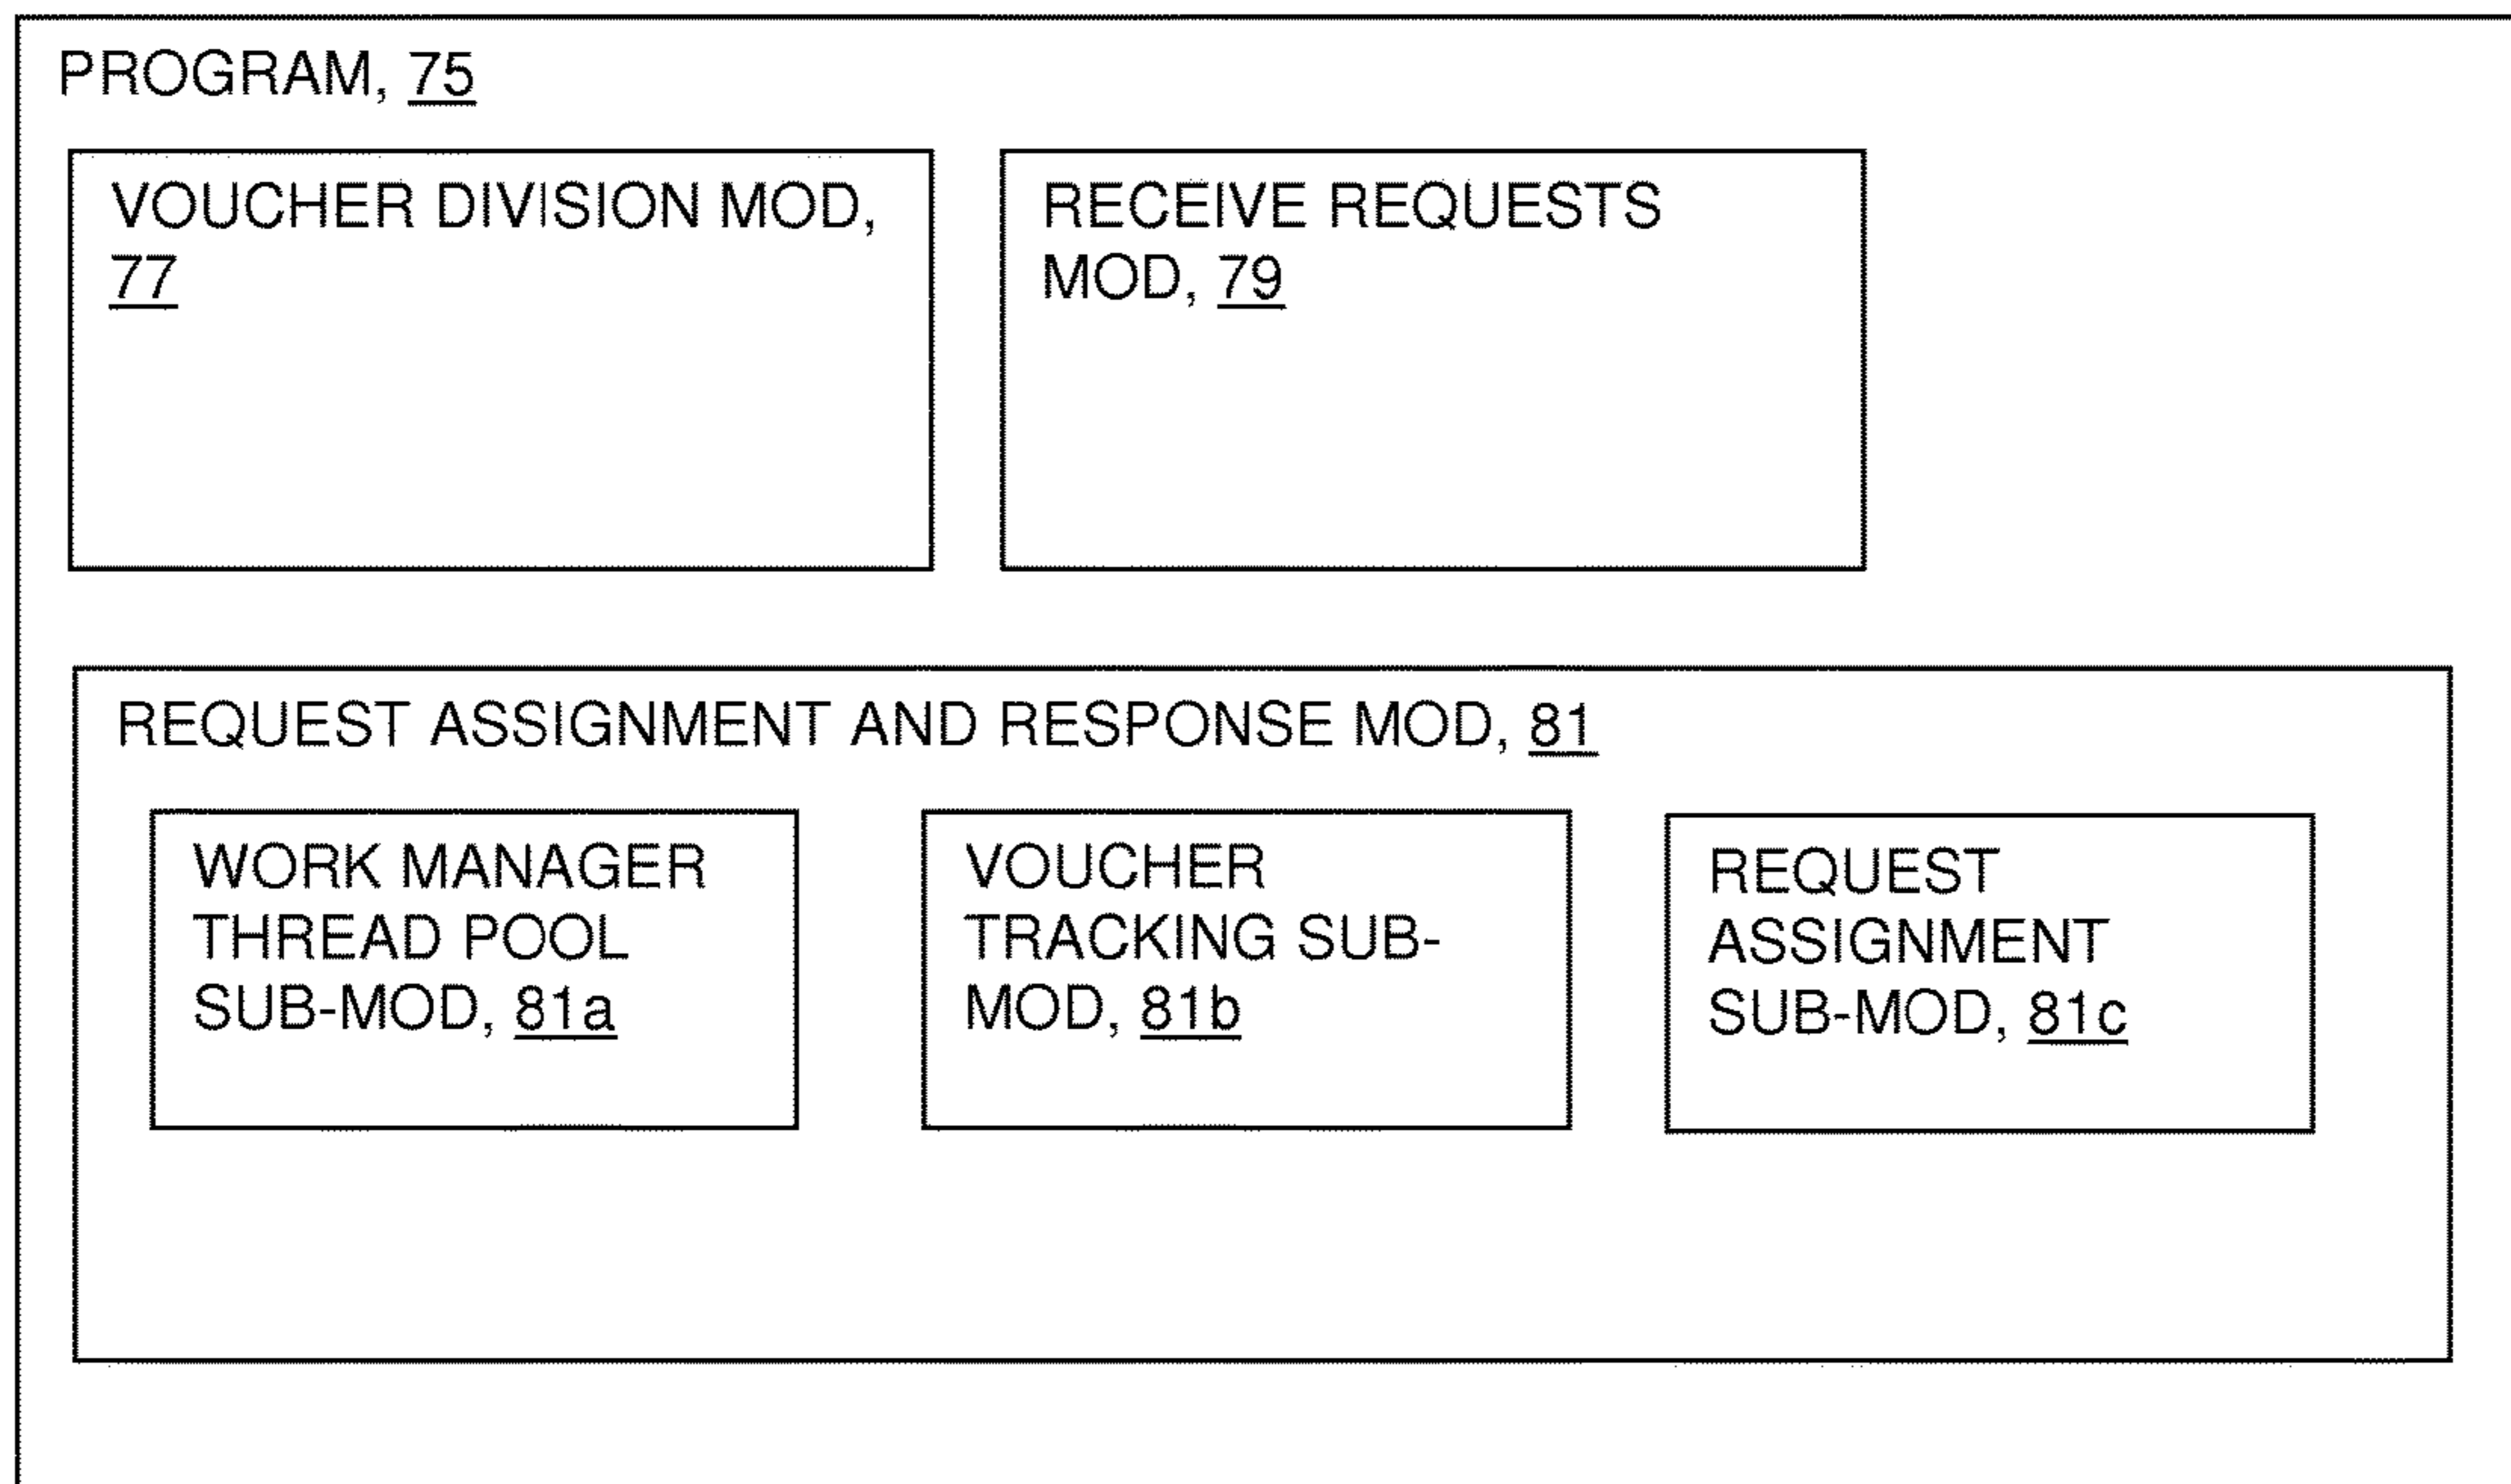 PROGRAM, 75
VOUCHER DIVISION MOD,
77
RECEIVE REQUESTS
MOD, 79
REQUEST ASSIGNMENT AND RESPONSE MOD, 81
WORK MANAGER
THREAD POOL
SUB-MOD, 81a
VOUCHER
TRACKING SUB-
MOD, 81b
REQUEST
ASSIGNMENT
SUB-MOD, 81c